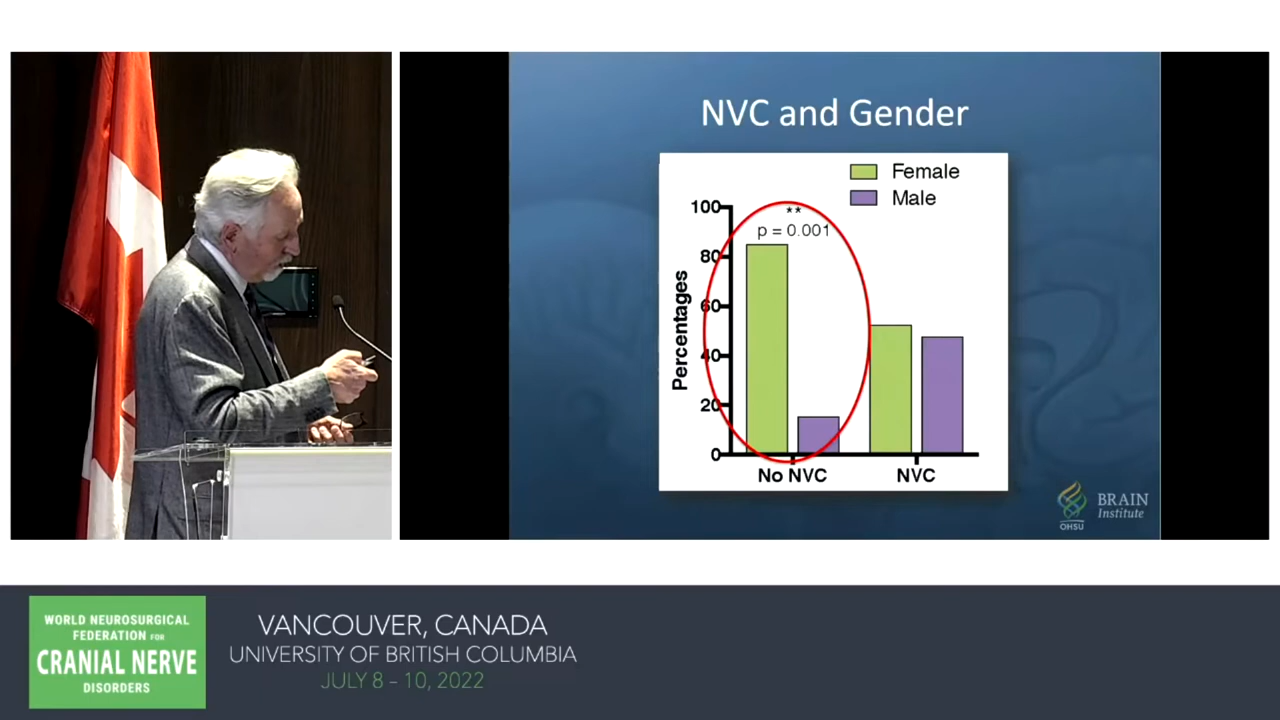 NVC and Gender
Female
Male
100
80
60
40
20
0
**
p = 0.001
Percentages
No NVC
NVC
OHSU
BRAIN
Institute
WORLD NEUROSURGICAL
FEDERATION FOR
CRANIAL NERVE
DISORDERS
VANCOUVER, CANADA
UNIVERSITY OF BRITISH COLUMBIA
JULY 8 – 10, 2022